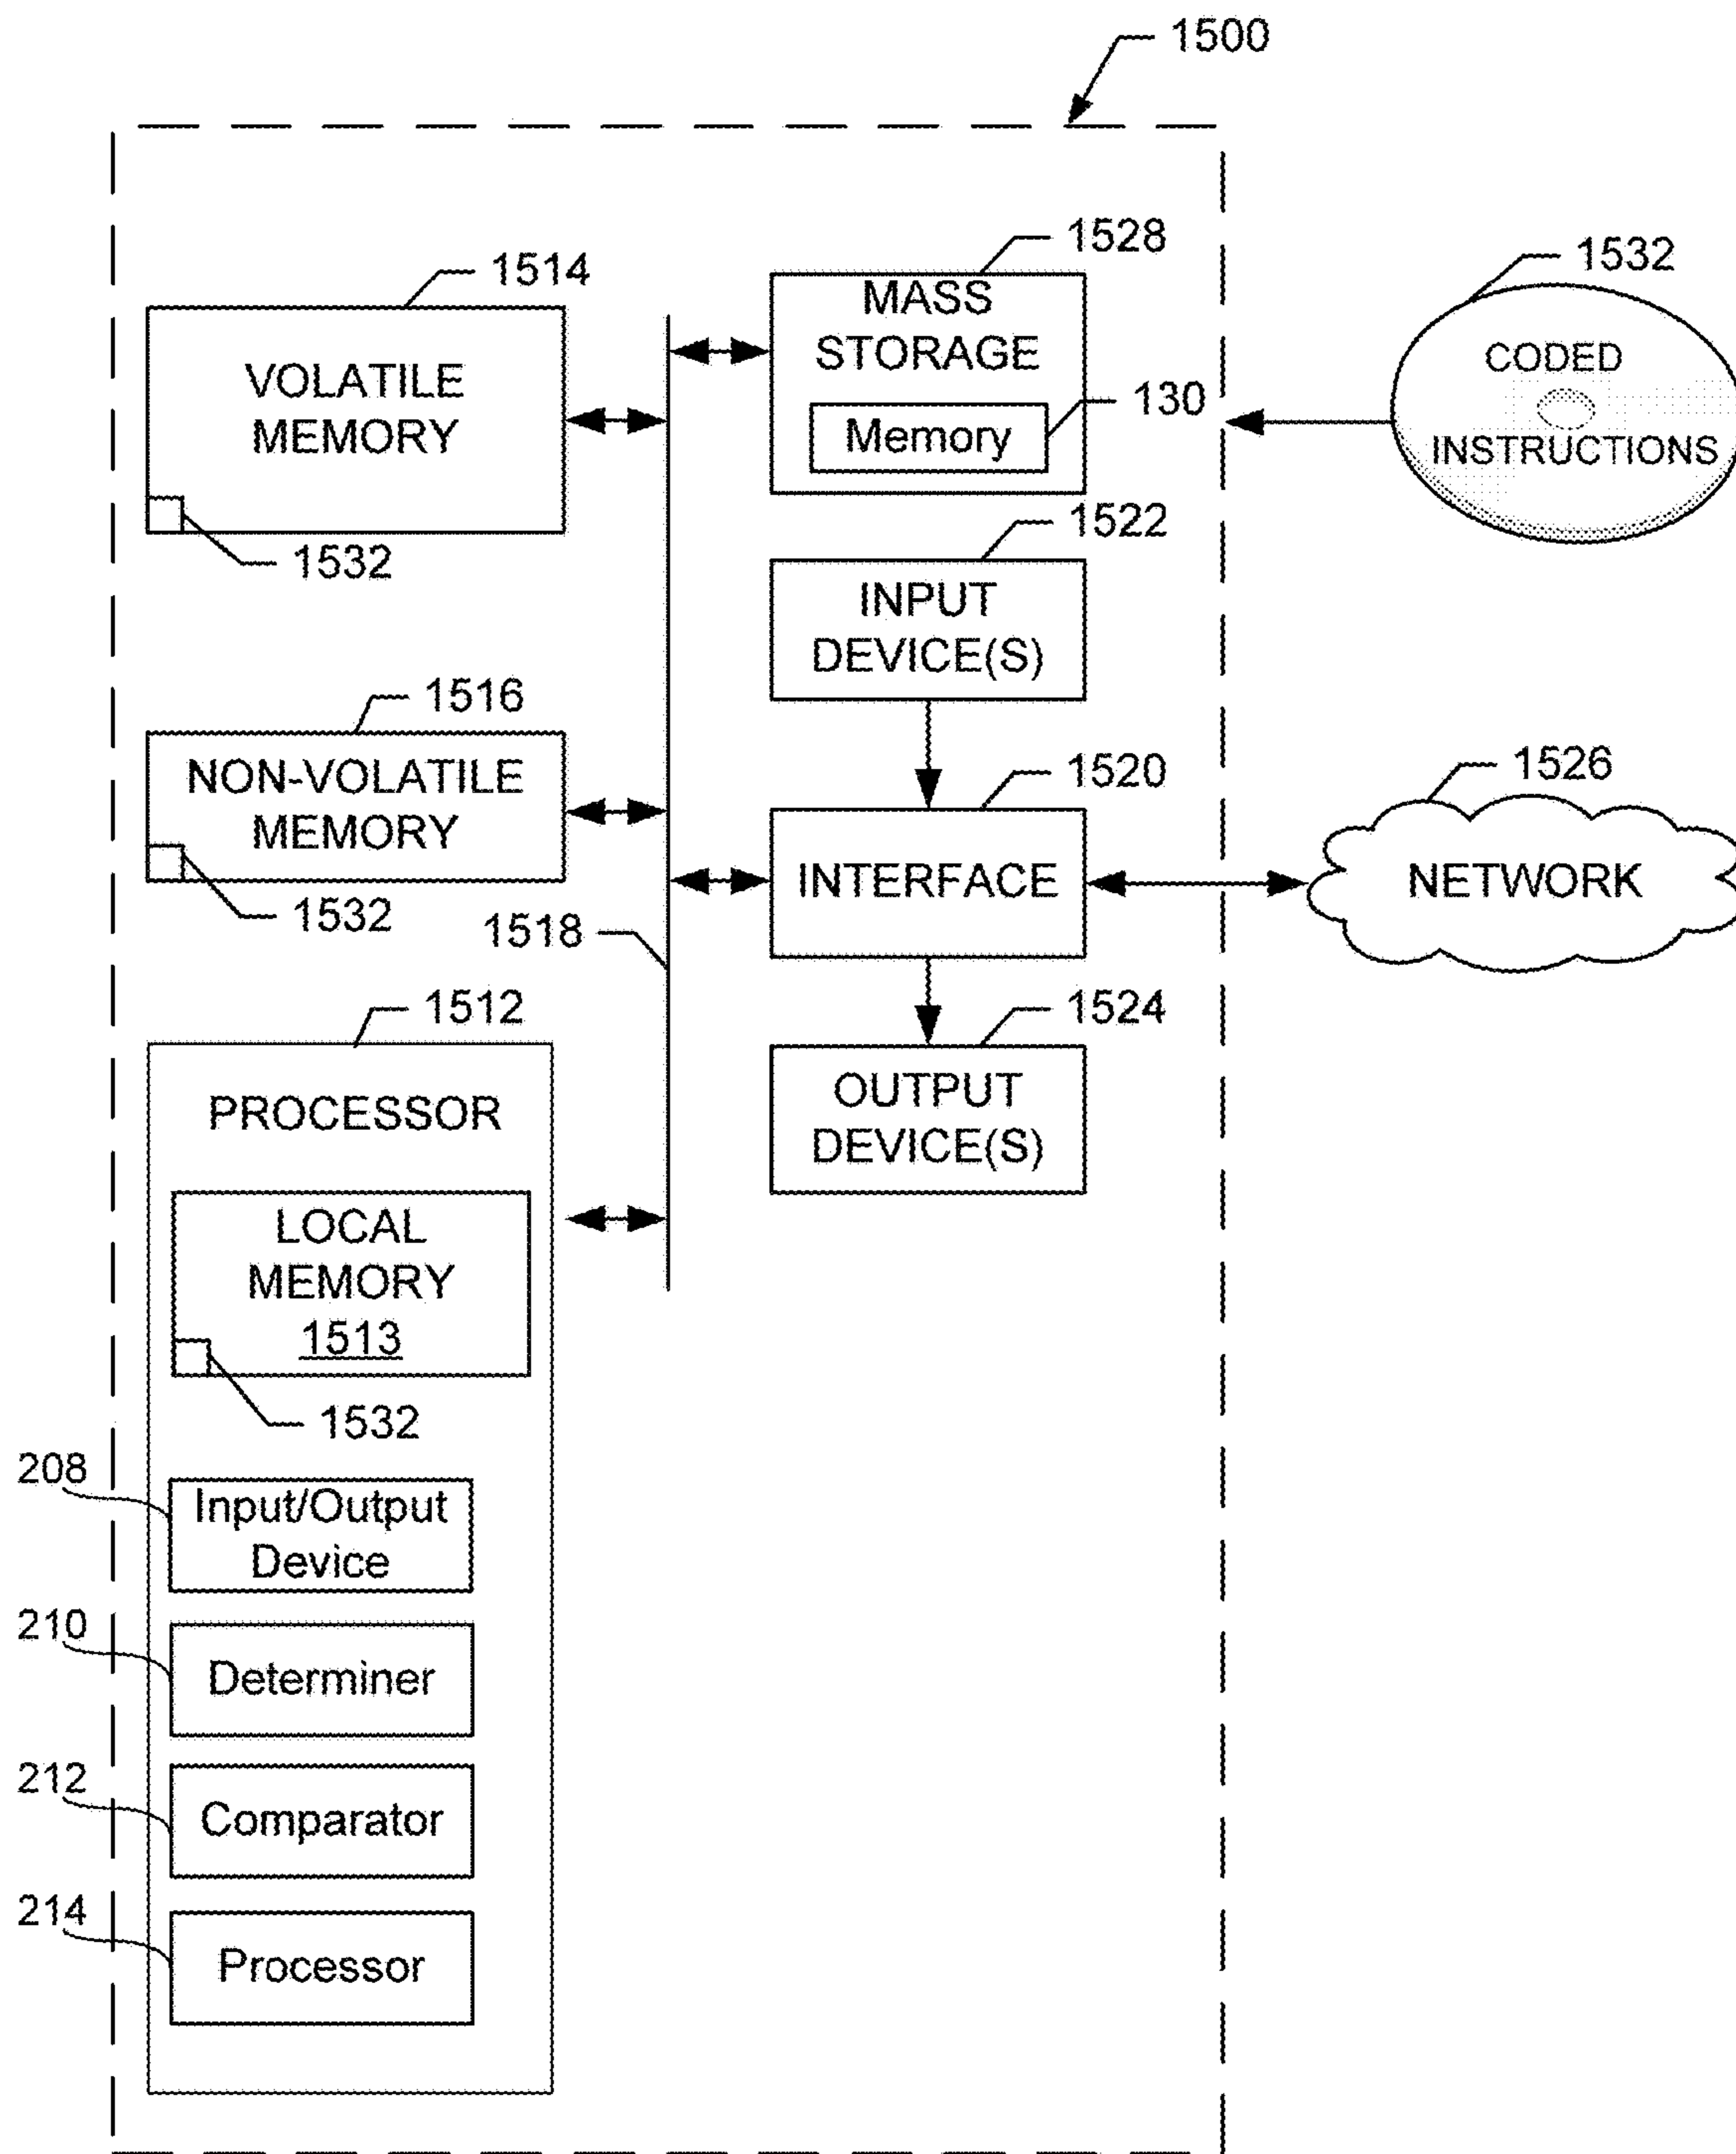 1500
1514
VOLATILE
MEMORY
1532
1528
MASS
STORAGE
Memory
130
1532
CODED
INSTRUCTIONS
1522
INPUT
DEVICE(S)
1516
NON-VOLATILE
MEMORY
1532
1518
1520
INTERFACE
1526
NETWORK
1524
OUTPUT
DEVICE(S)
1512
PROCESSOR
LOCAL
MEMORY
1513
1532
208
Input/Output
Device
210
Determiner
212
Comparator
214
Processor